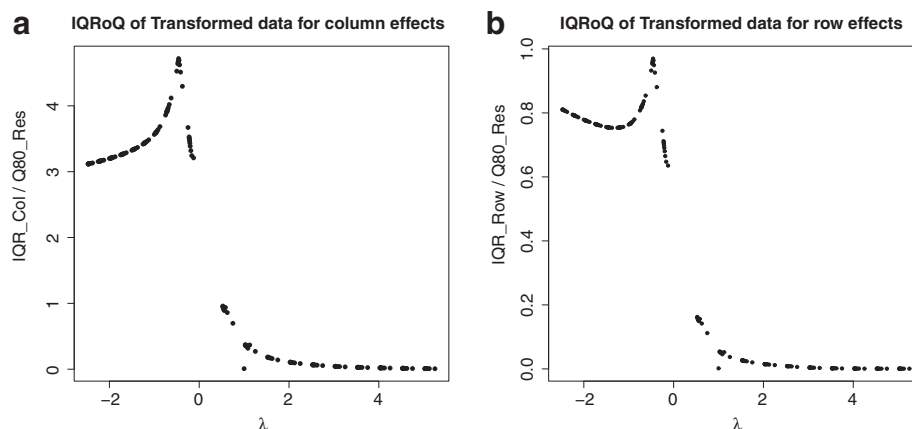 a
IQRoQ of Transformed data for column effects
IQR_Col / Q80_Res
4
3
2
1
0
−2 0 2 4
λ
b
IQRoQ of Transformed data for row effects
IQR_Row / Q80_Res
1.0
0.8
0.6
0.4
0.2
0.0
−2 0 2 4
λ